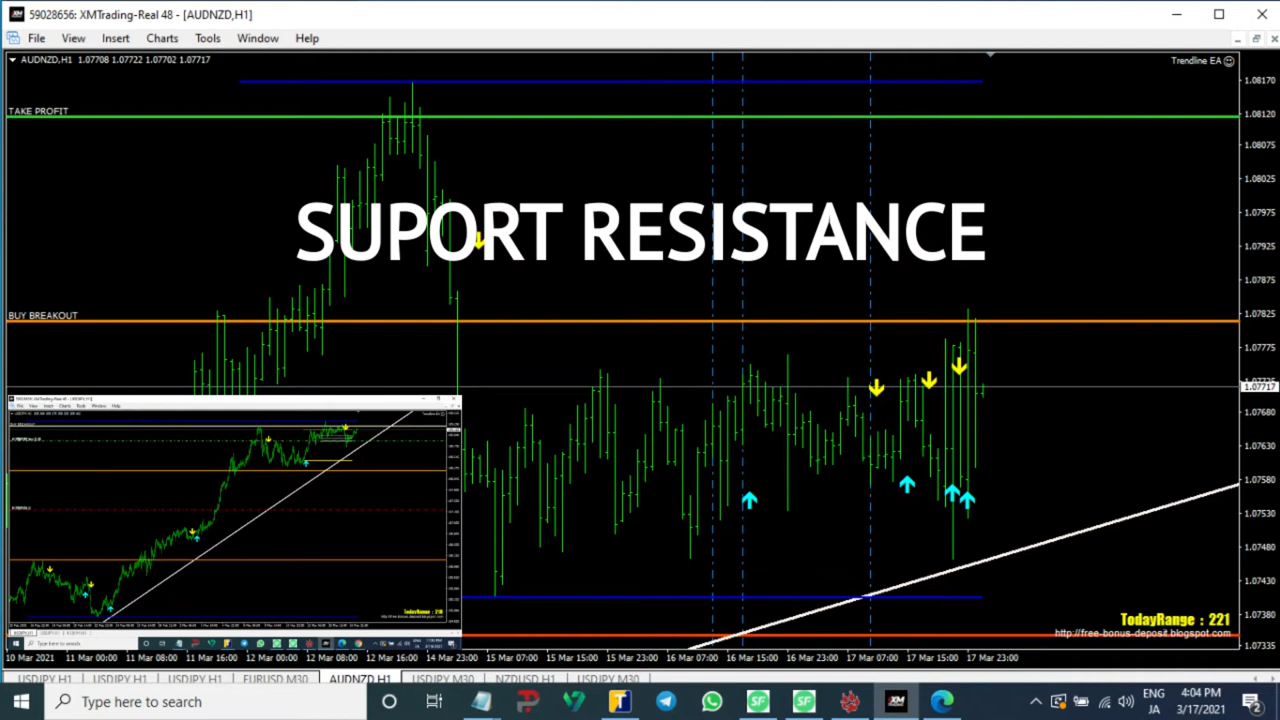 59028656: XMTrading-Real 48 - [AUDNZD,H1]
File View Insert Charts Tools Window Help
AUDNZD,H1 1.07708 1.07722 1.07702 1.07717
Trendline EA
1.08170
TAKE PROFIT
1.08120
1.08075
1.08025
1.07975
SUPORT RESISTANCE
1.07925
1.07880
BUY BREAKOUT
1.07825
1.07775
1.07717
1.07680
1.07630
1.07580
1.07530
1.07480
1.07430
1.07380
1.07335
TodayRange : 221
http://free-bonus-deposit.blogspot.com
TodayRange : 216
10 Mar 2021 11 Mar 00:00 11 Mar 08:00 11 Mar 16:00 12 Mar 00:00 12 Mar 08:00 12 Mar 16:00 14 Mar 23:00 15 Mar 07:00 15 Mar 15:00 15 Mar 23:00 16 Mar 07:00 16 Mar 15:00 16 Mar 23:00 17 Mar 07:00 17 Mar 15:00 17 Mar 23:00
USDJPY,H1 USDJPY,H1 USDJPY,H1 EURUSD,M30 AUDNZD,H1 USDJPY,M30 NZDUSD,H1 USDJPY,M30
Type here to search
ENG
JA
4:04 PM
3/17/2021
2